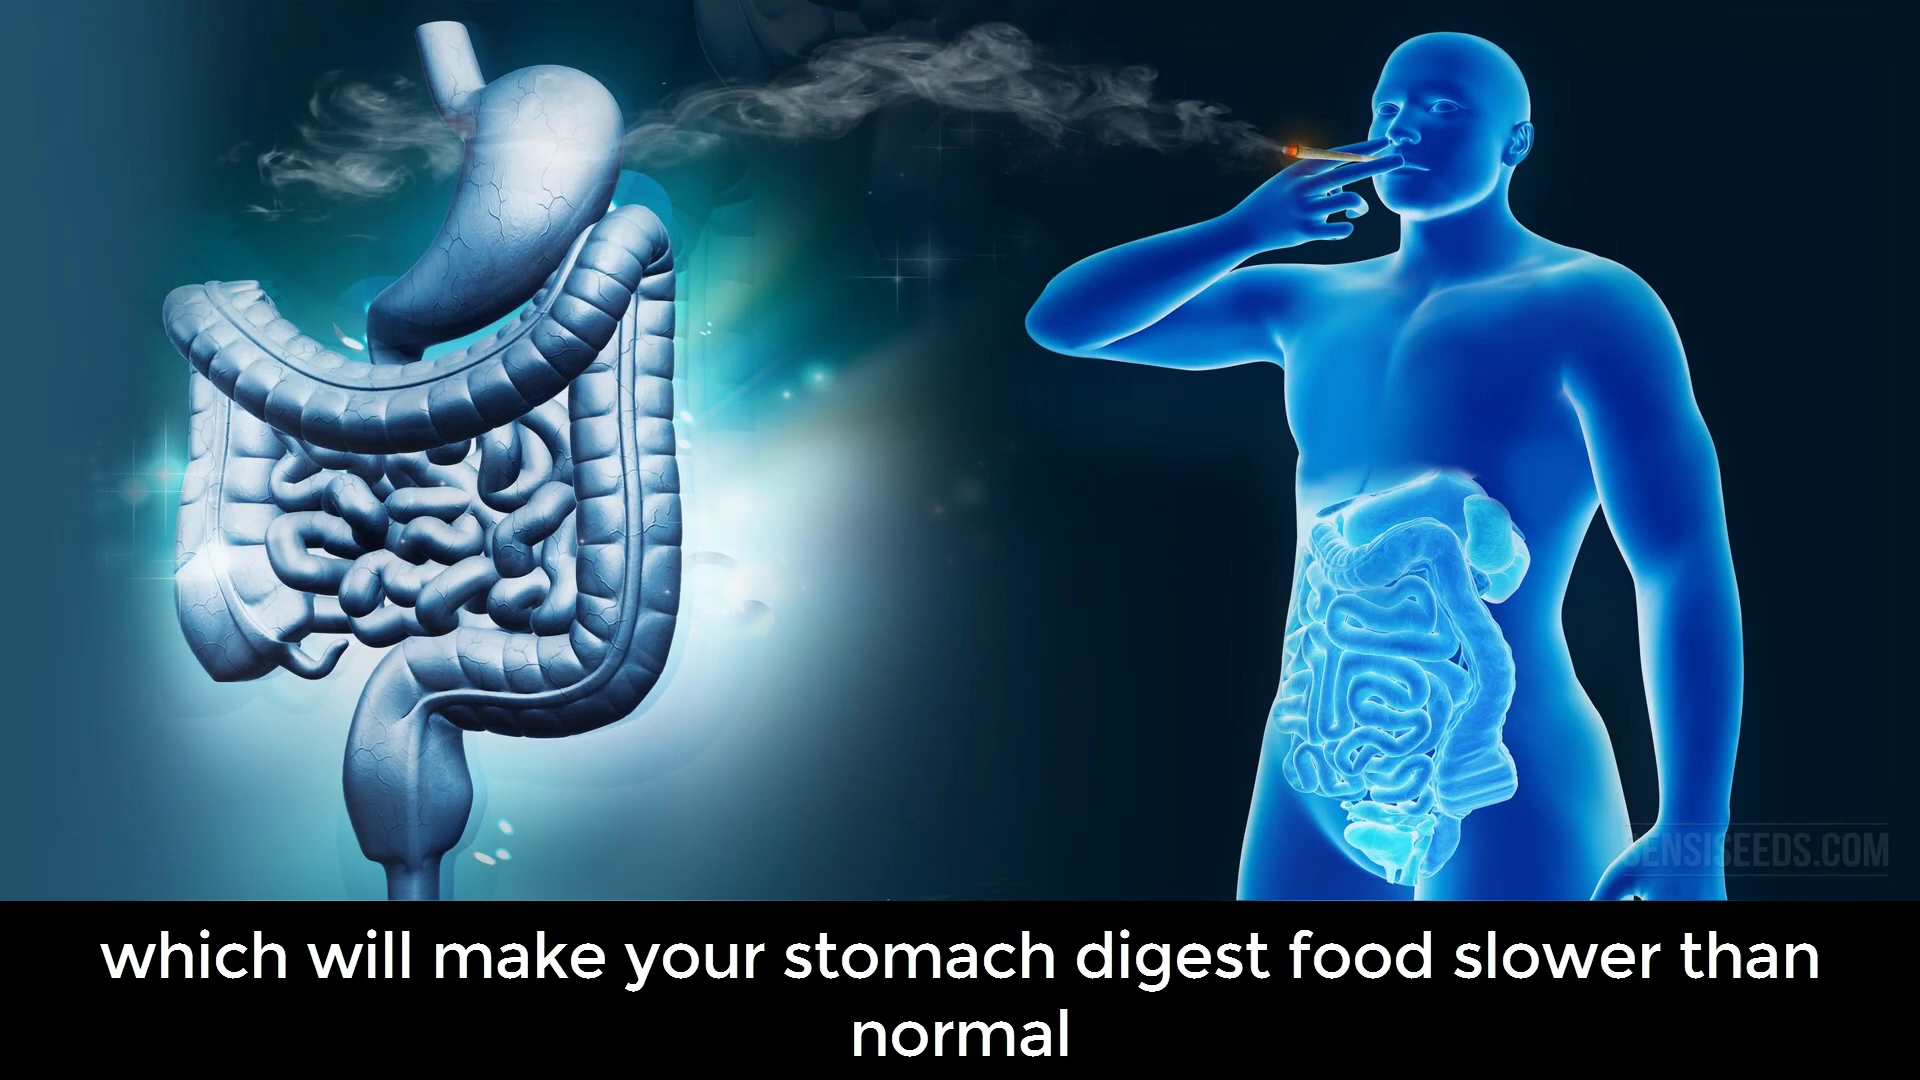 SENSISEEDS.COM
which will make your stomach digest food slower than
normal